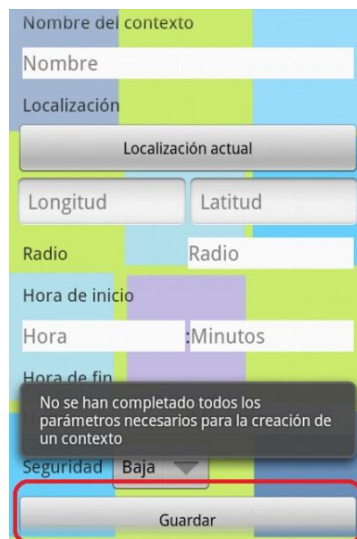 Nombre del contexto
Nombre
Localización
Localización actual
Longitud Latitud
Radio Radio
Hora de inicio
Hora :Minutos
Hora de fin
No se han completado todos los
parámetros necesarios para la creación de
un contexto
Seguridad Baja
Guardar